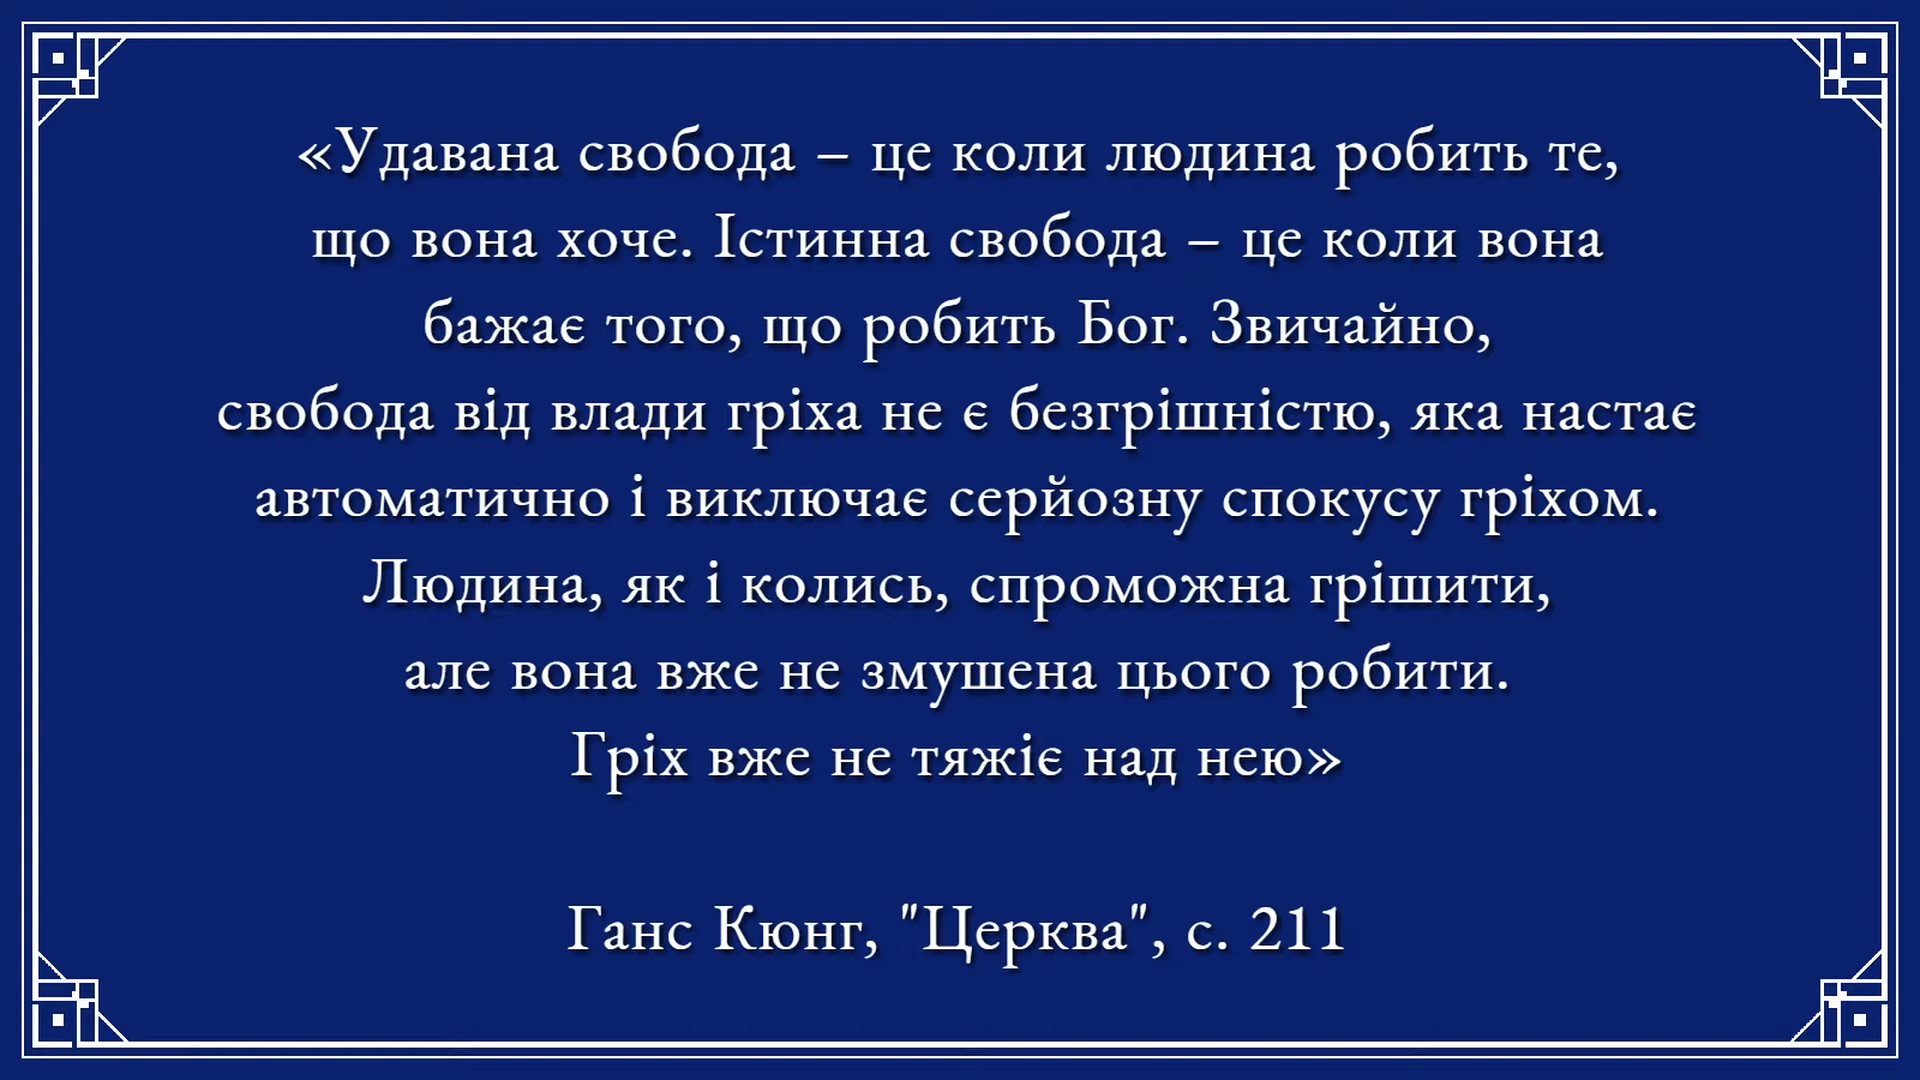 «Удавана свобода – це коли людина робить те,
що вона хоче. Істинна свобода – це коли вона
бажає того, що робить Бог. Звичайно,
свобода від влади гріха не є безгрішністю, яка настає
автоматично і виключає серйозну спокусу гріхом.
Людина, як і колись, спроможна грішити,
але вона вже не змушена цього робити.
Гріх вже не тяжіє над нею»
Ганс Кюнг, "Церква", с. 211